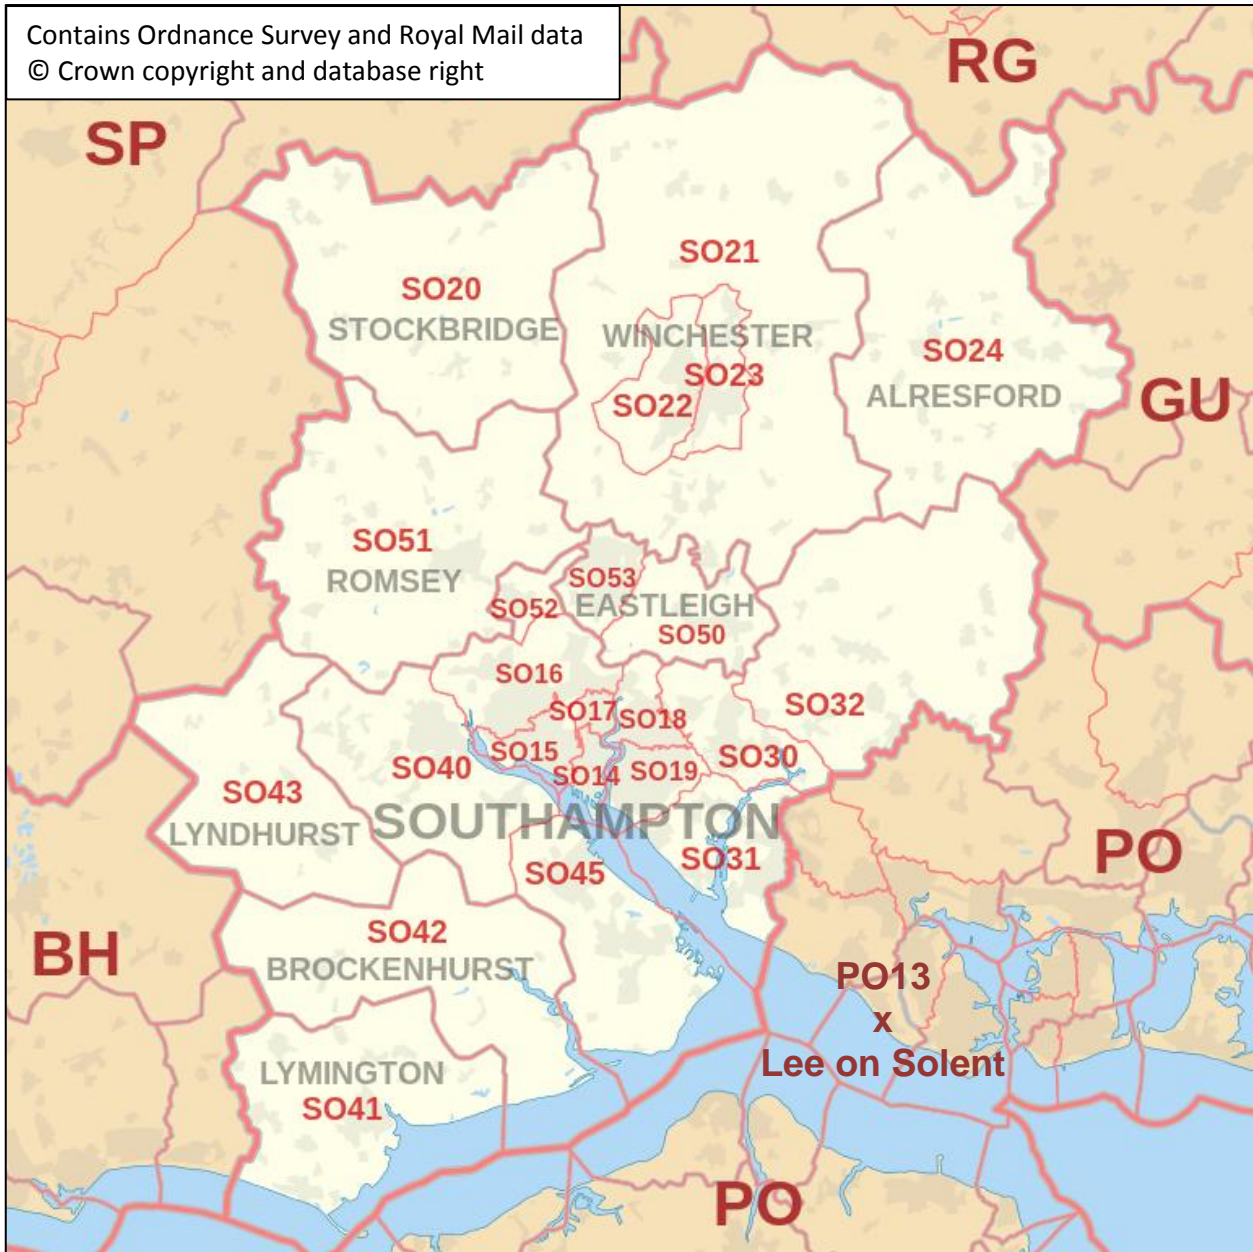 Contains Ordnance Survey and Royal Mail data
© Crown copyright and database right
RG
SP
SO21
SO20
STOCKBRIDGE
WINCHESTER
SO24
SO23
ALRESFORD
GU
SO22
SO51
ROMSEY
SO53
EASTLEIGH
SO52
SO50
SO16
SO32
SO17
SO18
SO15
SO30
SO40
SO14
SO19
SO43
SOUTHAMPTON
LYNDHURST
PO
SO31
SO45
SO42
BH
BROCKENHURST
PO13
x
Lee on Solent
LYMINGTON
SO41
PO